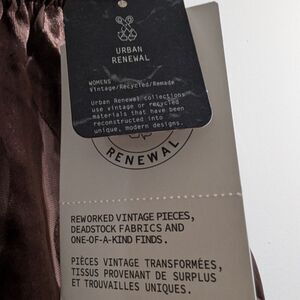 URBAN
RENEWAL
WOMENS
Vintage/Recycled/Remade
Urban Renewal collections
use vintage or recycled
materials that have been
reconstructed into
unique, modern designs.
RENEWAL
REWORKED VINTAGE PIECES,
DEADSTOCK FABRICS AND
ONE-OF-A-KIND FINDS.
PIÈCES VINTAGE TRANSFORMÉES,
TISSUS PROVENANT DE SURPLUS
ET TROUVAILLES UNIQUES.